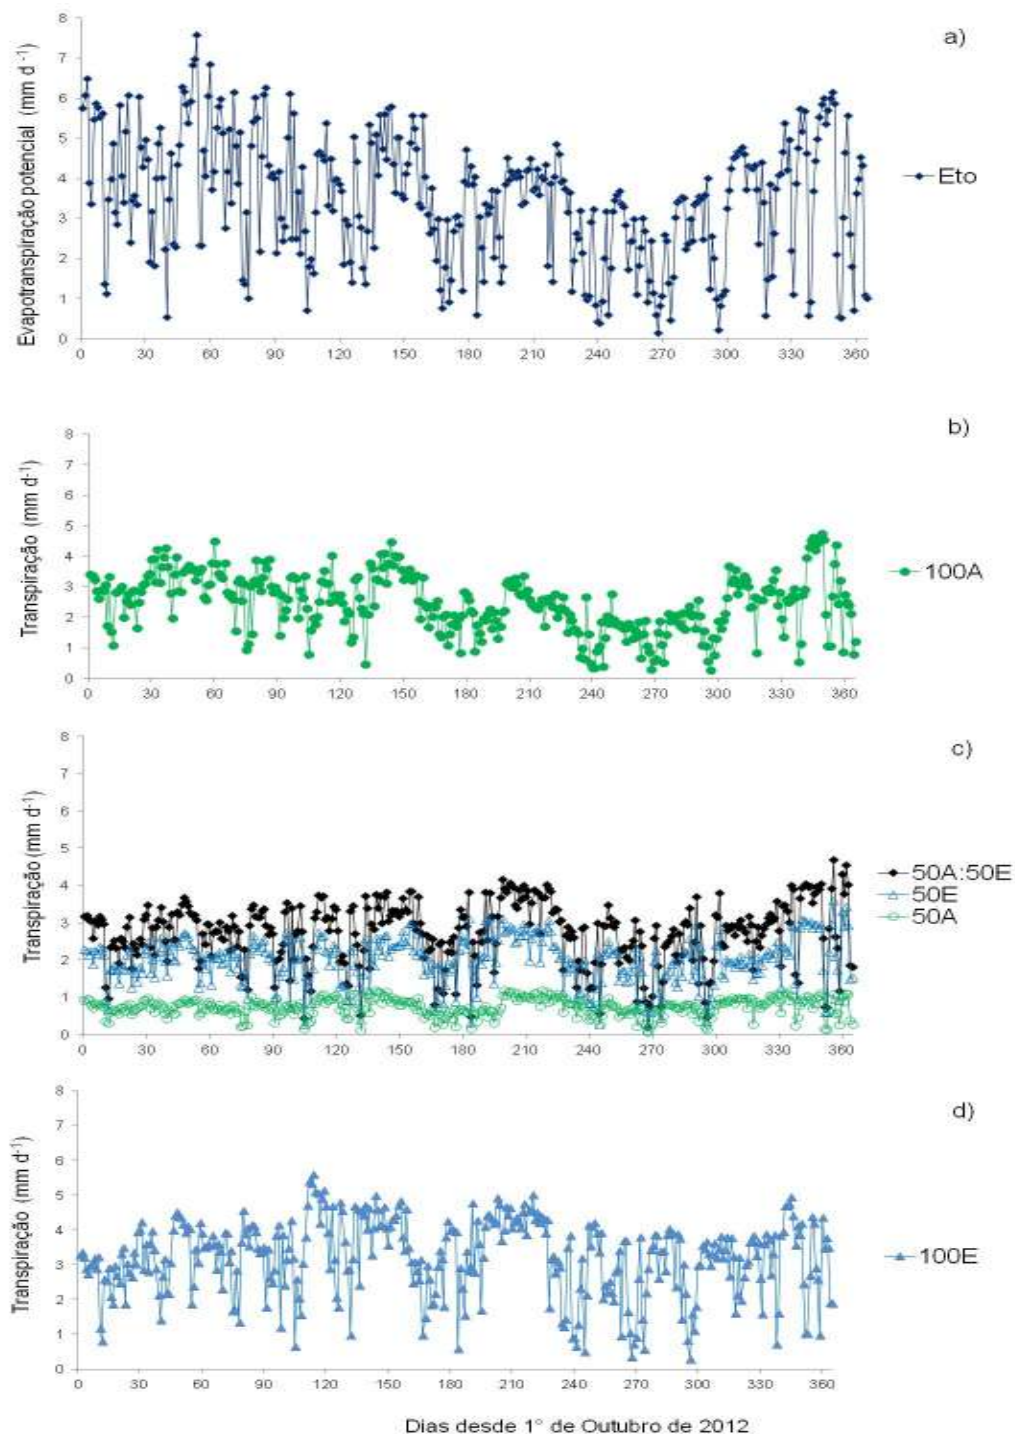 a)
Evapotranspiração potencial (mm d -1)
8
7
6
5
4
3
2
1
0
0 30 60 90 120 150 180 210 240 270 300 330 360
Eto
b)
Transpiração (mm d-1)
8
7
6
5
4
3
2
1
0
0 30 60 90 120 150 180 210 240 270 300 330 360
100A
c)
Transpiração (mm d-1)
8
7
6
5
4
3
2
1
0
0 30 60 90 120 150 180 210 240 270 300 330 360
50A:50E
50E
50A
d)
Transpiração (mm d-1)
8
7
6
5
4
3
2
1
0
0 30 60 90 120 150 180 210 240 270 300 330 360
100E
Dias desde 1° de Outubro de 2012